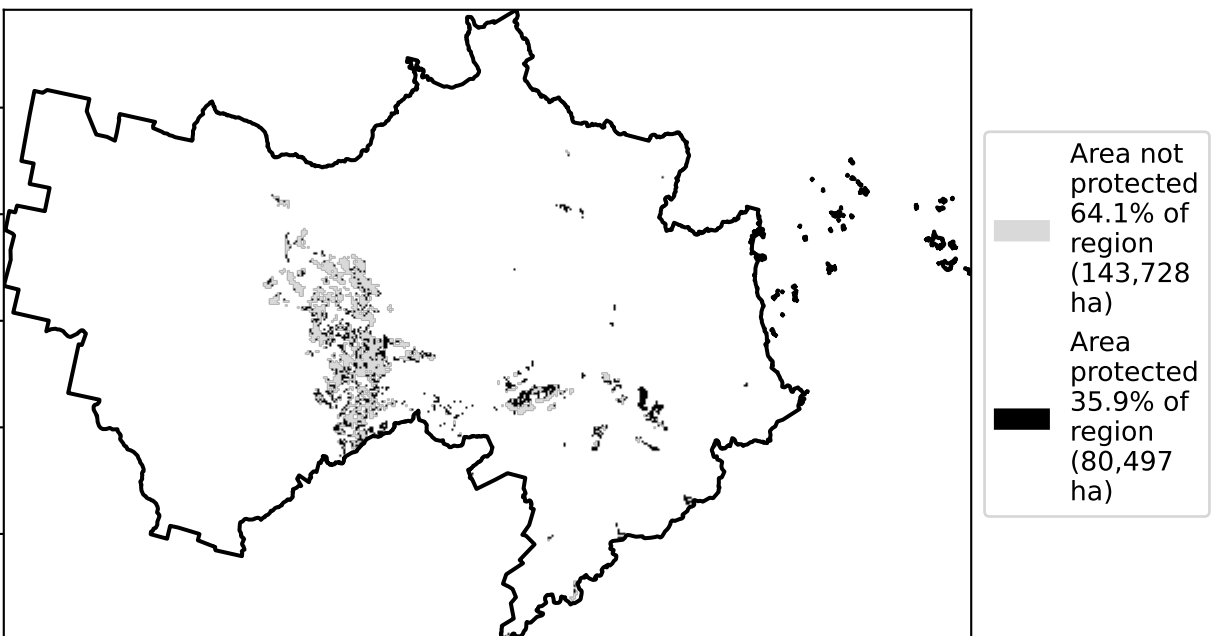 Area not
protected
64.1% of
region
(143,728
ha)
Area
protected
35.9% of
region
(80,497
ha)